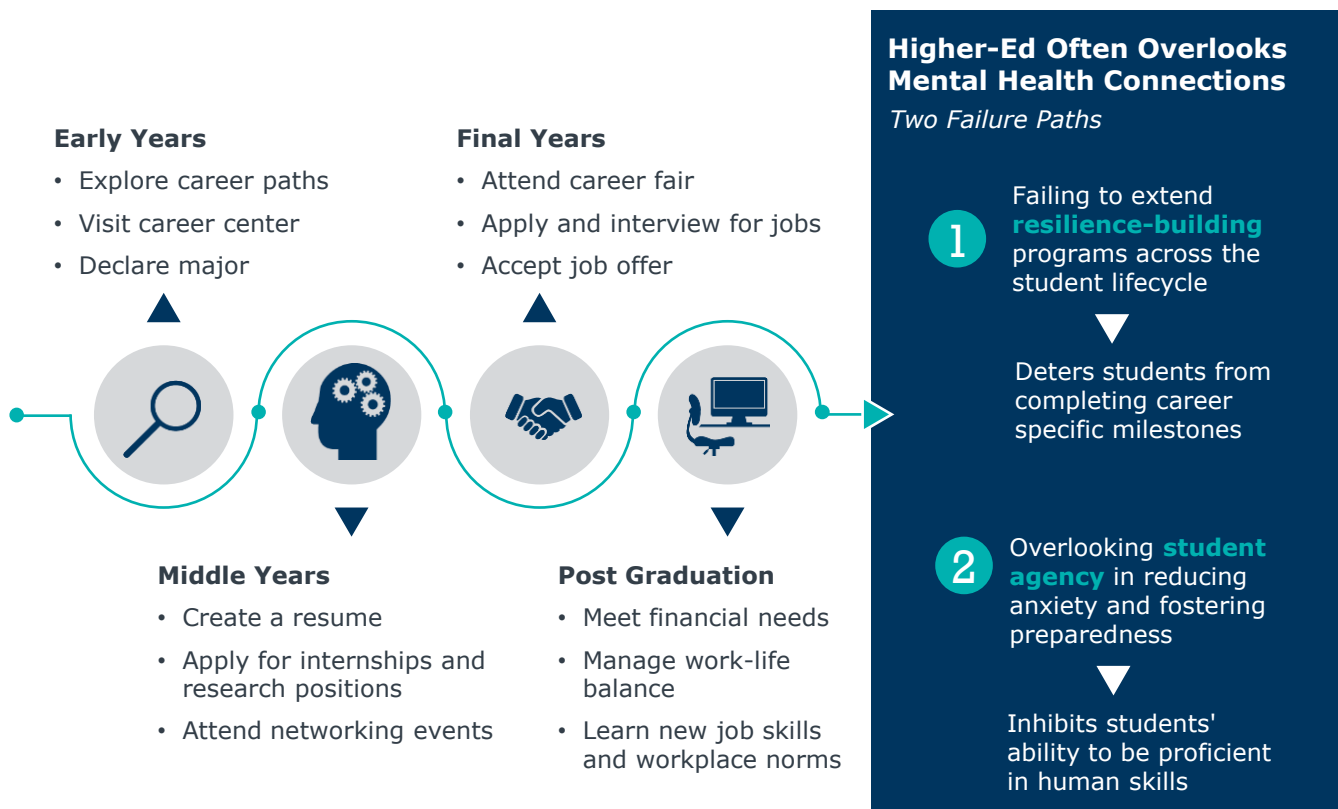 Early Years
• Explore career paths
• Visit career center
• Declare major
Final Years
• Attend career fair
• Apply and interview for jobs
• Accept job offer
Middle Years
• Create a resume
• Apply for internships and
research positions
• Attend networking events
Post Graduation
• Meet financial needs
• Manage work-life
balance
• Learn new job skills
and workplace norms
Higher-Ed Often Overlooks
Mental Health Connections
Two Failure Paths
1
Failing to extend
resilience-building
programs across the
student lifecycle
Deters students from
completing career
specific milestones
2
Overlooking student
agency in reducing
anxiety and fostering
preparedness
Inhibits students'
ability to be proficient
in human skills